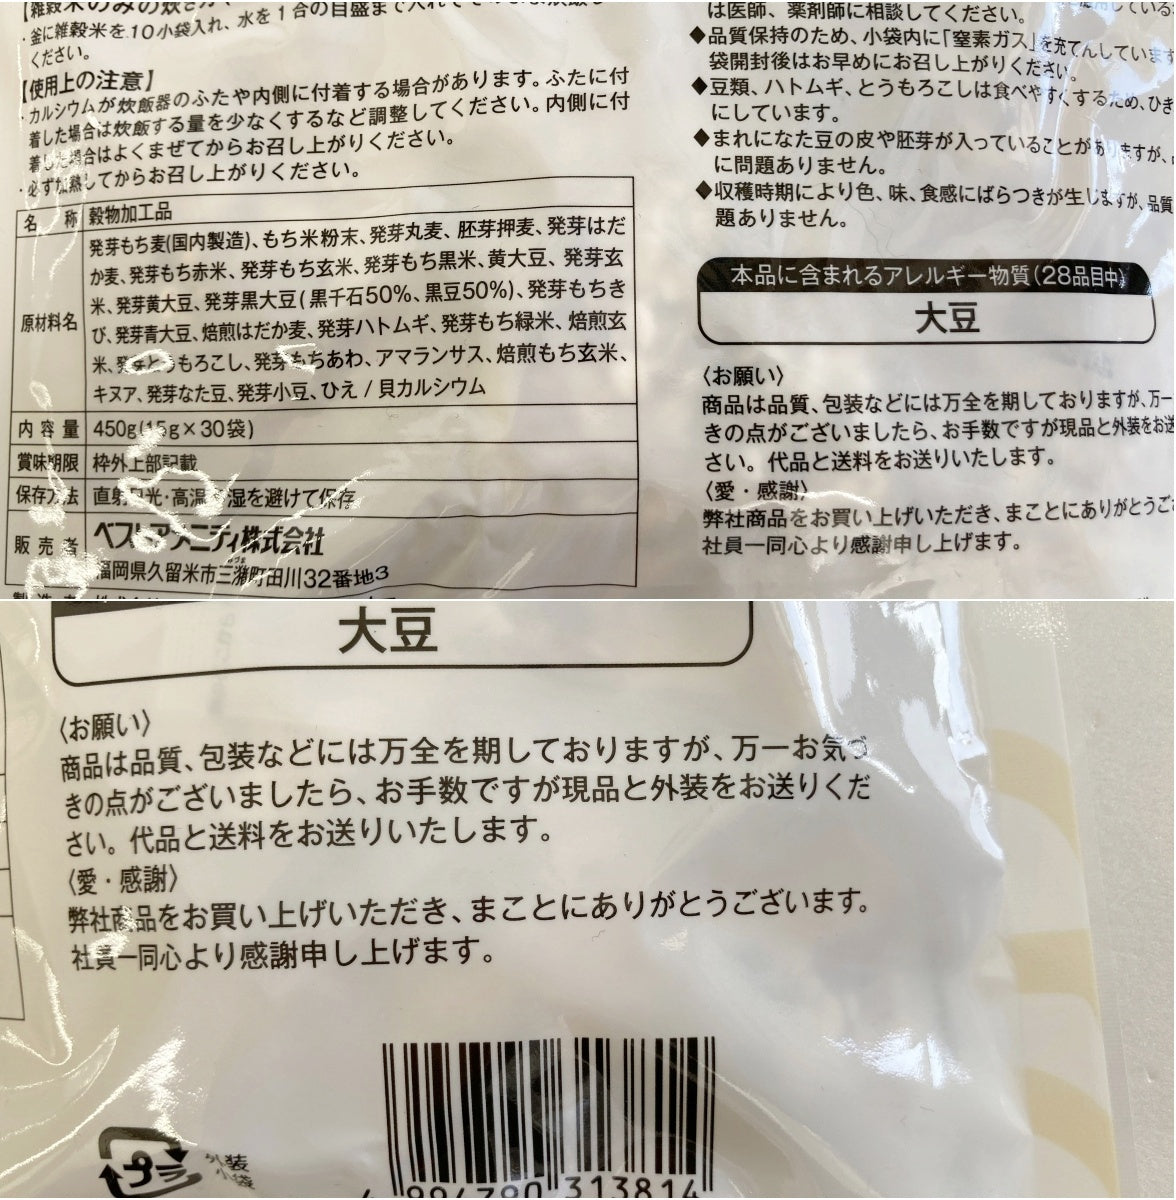 ・釜に雑穀米を10小袋入れ、水を1合の目盛まで入れて
ください。
【使用上の注意】
・カルシウムが炊飯器のふたや内側に付着する場合があります。ふたに付
着した場合は炊飯する量を少なくするなど調整してください。内側に付
着した場合はよくまぜてからお召し上がりください。
・必ず加熱してからお召し上がりください。
名 称 穀物加工品
原材料名
発芽もち麦(国内製造)、もち米粉末、発芽丸麦、胚芽押麦、発芽はだ
か麦、発芽もち赤米、発芽もち玄米、発芽もち黒米、黄大豆、発芽玄
米、発芽黄大豆、発芽黒大豆(黒千石50%、黒豆50%)、発芽もちき
び、発芽青大豆、焙煎はだか麦、発芽ハトムギ、発芽もち緑米、焙煎玄
米、発芽とうもろこし、発芽もちあわ、アマランサス、焙煎もち玄米、
キヌア、発芽なた豆、発芽小豆、ひえ / 貝カルシウム
内容量 450g(15g×30袋)
賞味期限 枠外上部記載
保存方法 直射日光・高温多湿を避けて保存
販売者 ベストアメニティ株式会社
福岡県久留米市三潴町田川32番地3
は医師、薬剤師に相談してください。
◆品質保持のため、小袋内に「窒素ガス」を充てんしています
袋開封後はお早めにお召し上がりください。
◆豆類、ハトムギ、とうもろこしは食べやすくするため、ひき
にしています。
◆まれになた豆の皮や胚芽が入っていることがありますが、
に問題ありません。
◆収穫時期により色、味、食感にばらつきが生じますが、品質
題ありません。
本品に含まれるアレルギー物質(28品目中)
大豆
〈お願い〉
商品は品質、包装などには万全を期しておりますが、万一
きの点がございましたら、お手数ですが現品と外装をお送
さい。代品と送料をお送りいたします。
〈愛・感謝〉
弊社商品をお買い上げいただき、まことにありがとうござ
社員一同心より感謝申し上げます。
大豆
〈お願い〉
商品は品質、包装などには万全を期しておりますが、万一お気づ
きの点がございましたら、お手数ですが現品と外装をお送りくだ
さい。代品と送料をお送りいたします。
〈愛・感謝〉
弊社商品をお買い上げいただき、まことにありがとうございます。
社員一同心より感謝申し上げます。
プラ
外装
小袋
4 994790 313814